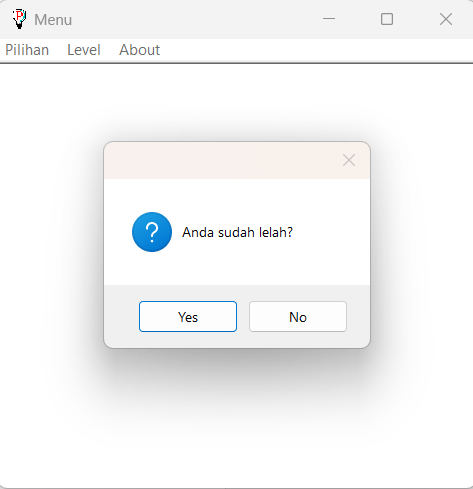 Menu
Pilihan Level About
Anda sudah lelah?
Yes No